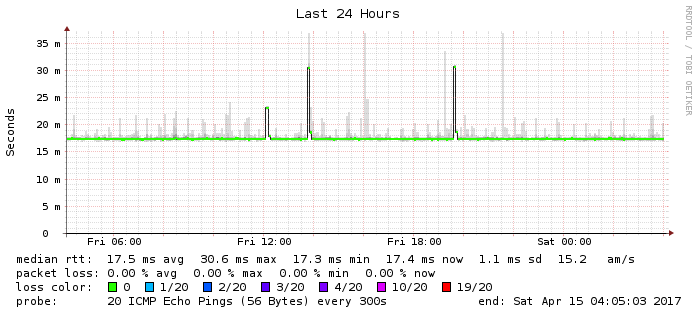 Last 24 Hours
RRDTOOL / TOBI OETIKER
Seconds
35 m
30 m
25 m
20 m
15 m
10 m
5 m
0
Fri 06:00 Fri 12:00 Fri 18:00 Sat 00:00
median rtt: 17.5 ms avg 30.6 ms max 17.3 ms min 17.4 ms now 1.1 ms sd 15.2 am/s
packet loss: 0.00 % avg 0.00 % max 0.00 % min 0.00 % now
loss color: 0 1/20 2/20 3/20 4/20 10/20 19/20
probe: 20 ICMP Echo Pings (56 Bytes) every 300s end: Sat Apr 15 04:05:03 2017